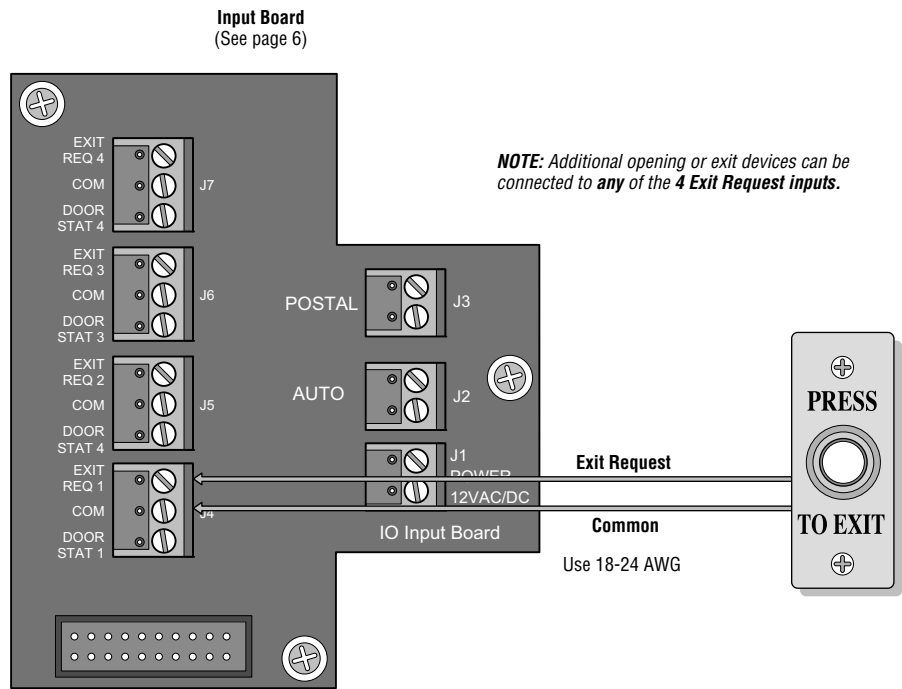 Input Board
(See page 6)
EXIT
REQ 4
COM
DOOR
STAT 4
J7
EXIT
REQ 3
COM
DOOR
STAT 3
J6
EXIT
REQ 2
COM
DOOR
STAT 4
J5
EXIT
REQ 1
COM
DOOR
STAT 1
J4
POSTAL
J3
AUTO
J2
J1
POWER
12VAC/DC
IO Input Board
NOTE: Additional opening or exit devices can be
connected to any of the 4 Exit Request inputs.
Exit Request
Common
Use 18-24 AWG
PRESS
TO EXIT